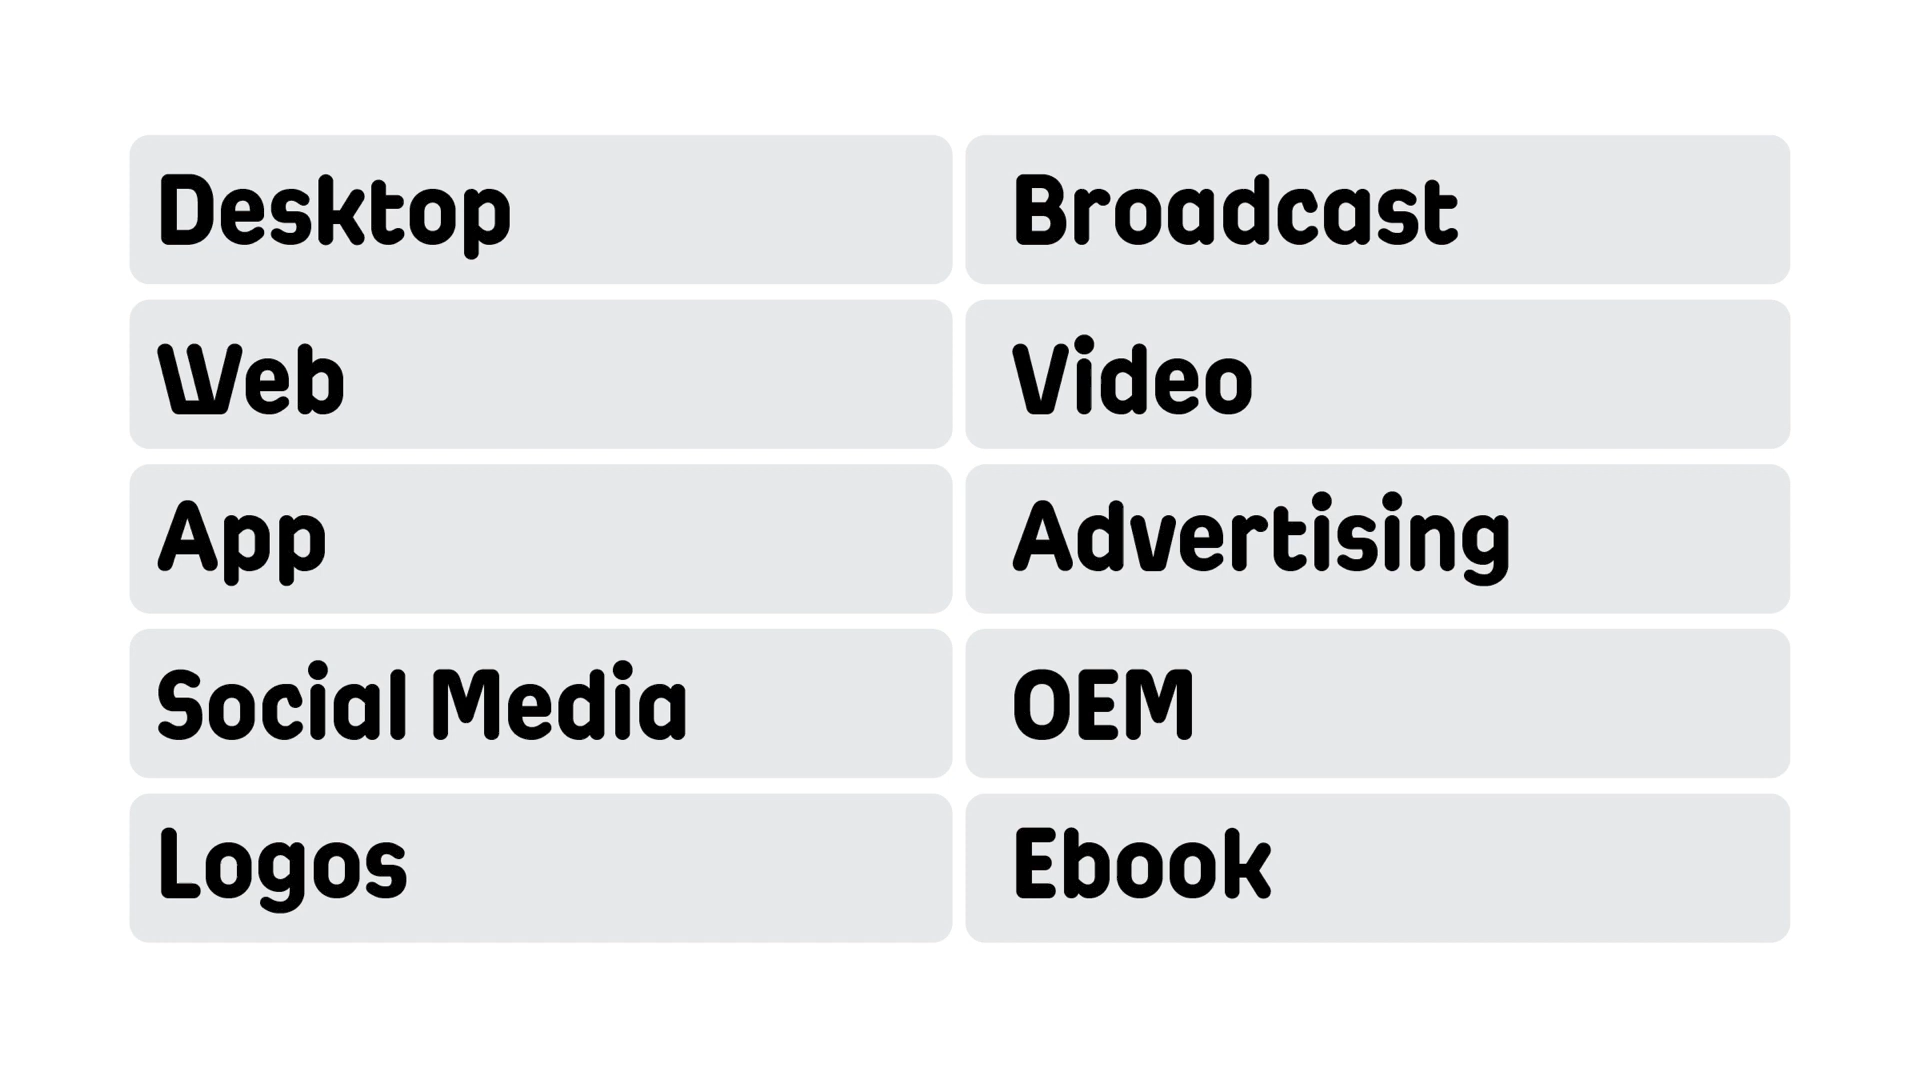 Desktop
Broadcast
Web
Video
App
Advertising
Social Media
OEM
Logos
Ebook